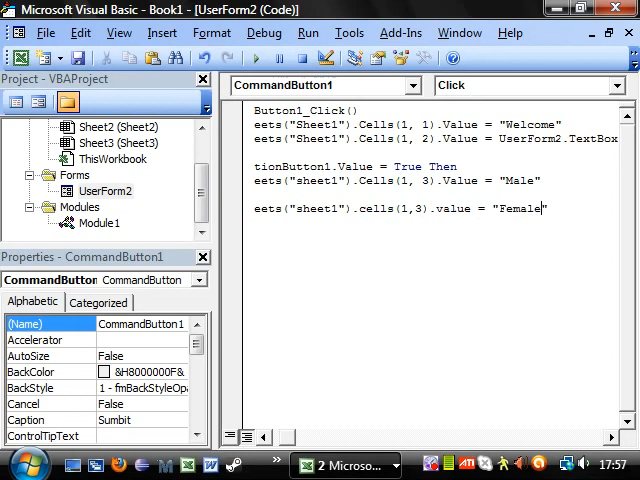 Microsoft Visual Basic - Book1 - [UserForm2 (Code)]
File Edit View Insert Format Debug Run Tools Add-Ins Window Help
Project - VBAProject
Sheet2 (Sheet2)
Sheet3 (Sheet3)
ThisWorkbook
Forms
UserForm2
Modules
Module1
Properties - CommandButton1
CommandButton CommandButton
Alphabetic Categorized
(Name) CommandButton1
Accelerator
AutoSize False
BackColor &H8000000F&
BackStyle 1 - fmBackStyleOpa
Cancel False
Caption Sumbit
ControlTipText
CommandButton1 Click
Button1_Click()
eets("Sheet1").Cells(1, 1).Value = "Welcome"
eets("Sheet1").Cells(1, 2).Value = UserForm2.TextBox
tionButton1.Value = True Then
eets("Sheet1").Cells(1, 3).Value = "Male"
eets("sheet1").cells(1,3).value = "Female"
2 Microso...
ATI
17:57